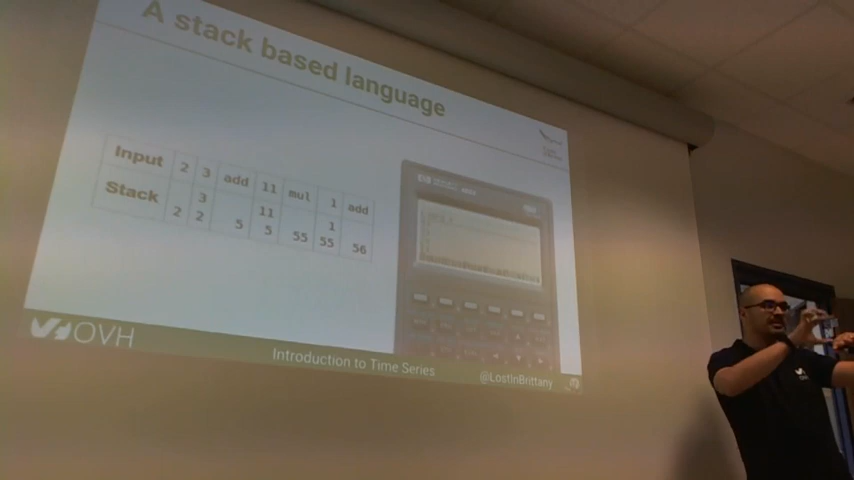 A stack based language
Input 2 3 add 11 mul 1 add
Stack 3 11 1
2 2 5 5 55 55 56
OVH
Introduction to Time Series
@LostInBrittany